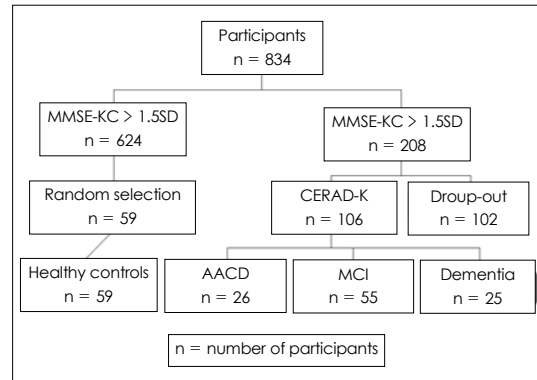 Participants
n = 834
MMSE-KC > 1.5SD
n = 624
MMSE-KC > 1.5SD
n = 208
Random selection
n = 59
CERAD-K
n = 106
Droup-out
n = 102
Healthy controls
n = 59
AACD
n = 26
MCI
n = 55
Dementia
n = 25
n = number of participants